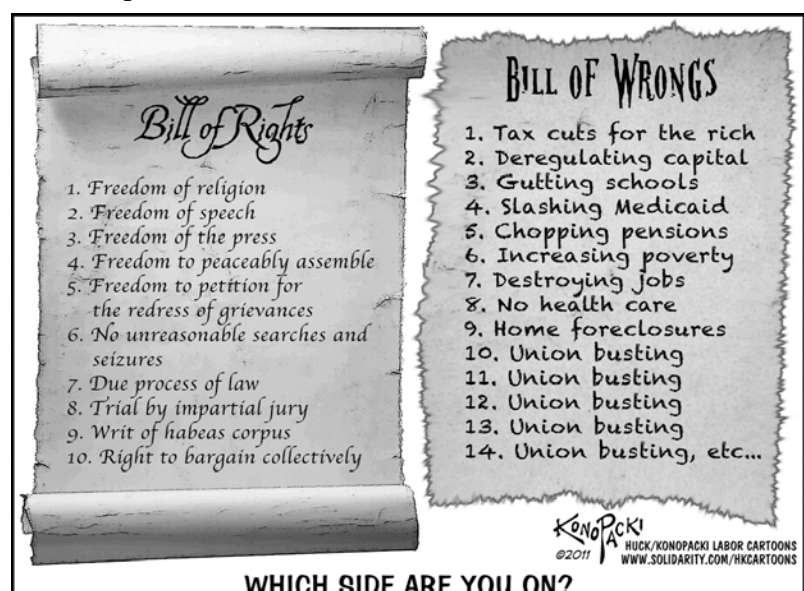 Bill of Rights
1. Freedom of religion
2. Freedom of speech
3. Freedom of the press
4. Freedom to peaceably assemble
5. Freedom to petition for
the redress of grievances
6. No unreasonable searches and
seizures
7. Due process of law
8. Trial by impartial jury
9. Writ of habeas corpus
10. Right to bargain collectively
BILL OF WRONGS
1. Tax cuts for the rich
2. Deregulating capital
3. Gutting schools
4. Slashing Medicaid
5. Chopping pensions
6. Increasing poverty
7. Destroying jobs
8. No health care
9. Home foreclosures
10. Union busting
11. Union busting
12. Union busting
13. Union busting
14. Union busting, etc...
KONOPACKI
©2011
HUCK/KONOPACKI LABOR CARTOONS
WWW.SOLIDARITY.COM/HKCARTOONS
WHICH SIDE ARE YOU ON?